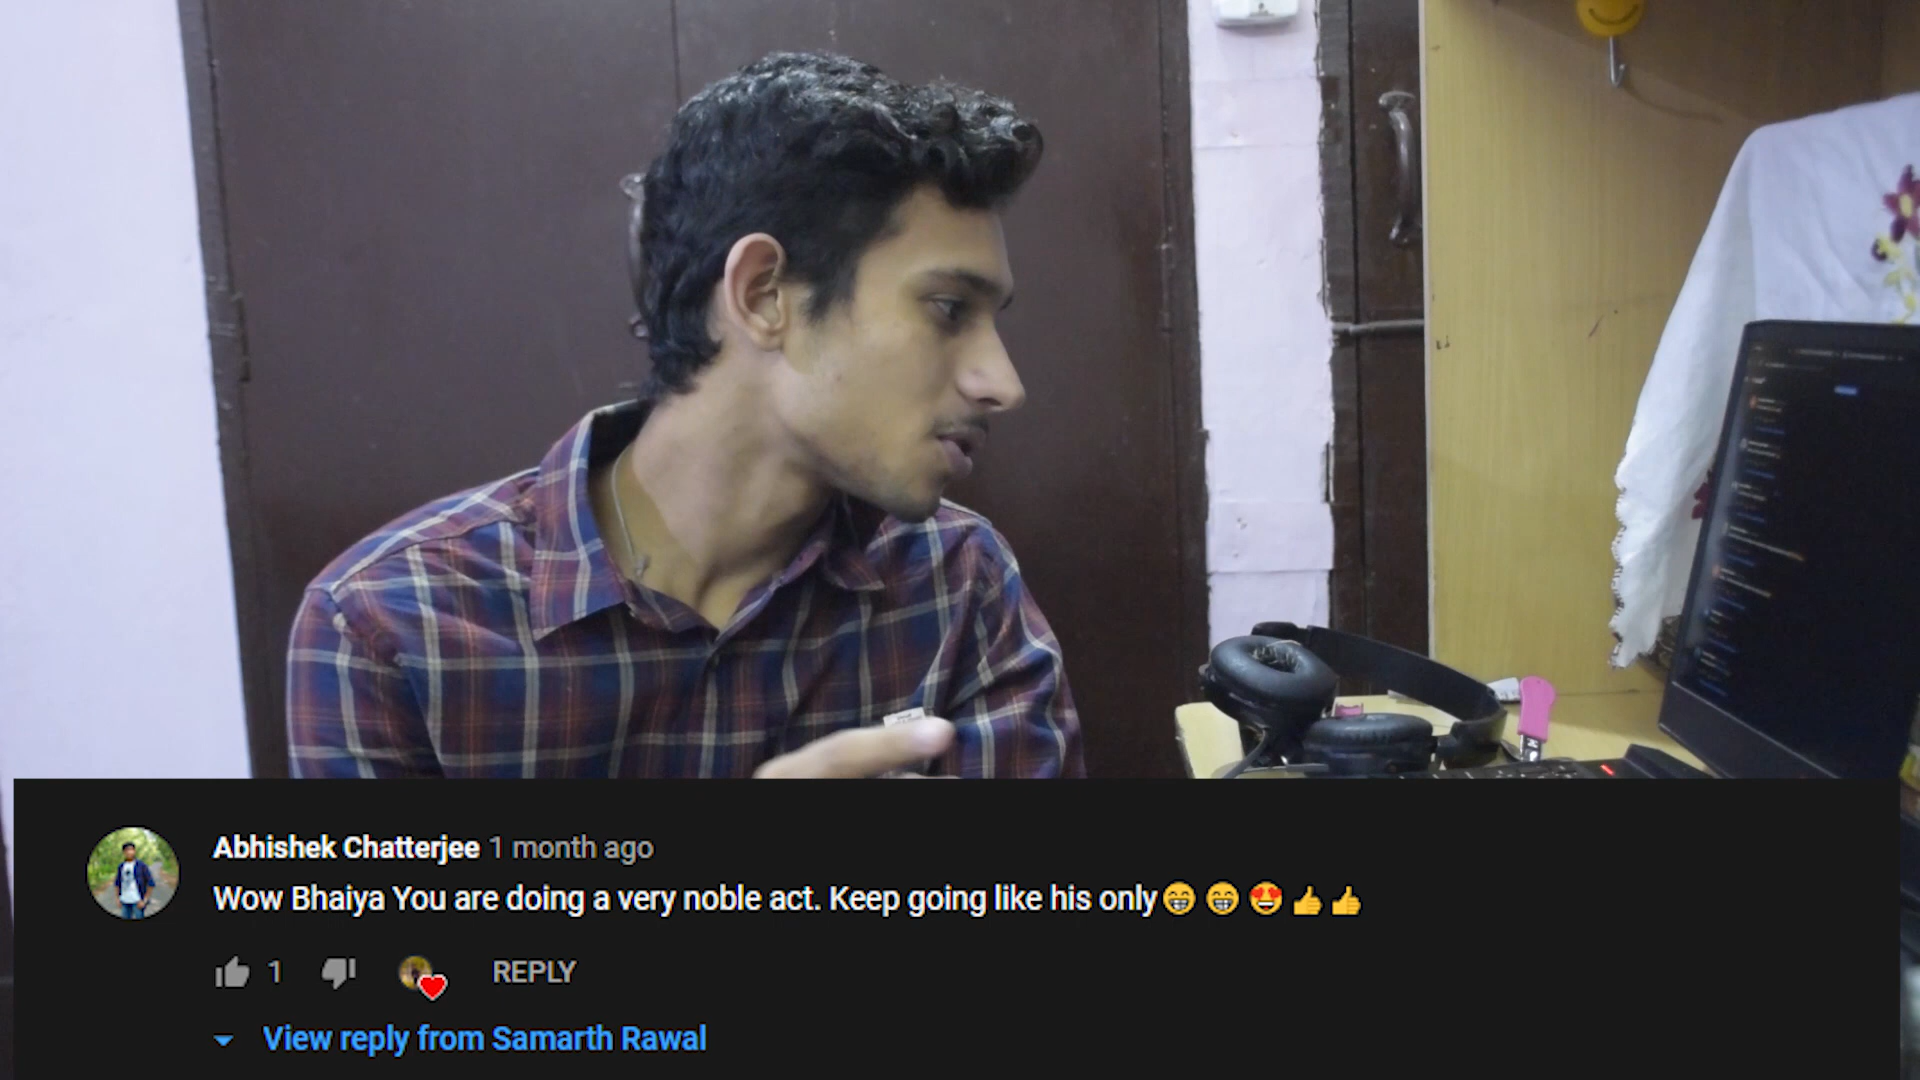 Abhishek Chatterjee 1 month ago
Wow Bhaiya You are doing a very noble act. Keep going like his only😁 😁 😍 👍 👍
1 REPLY
View reply from Samarth Rawal